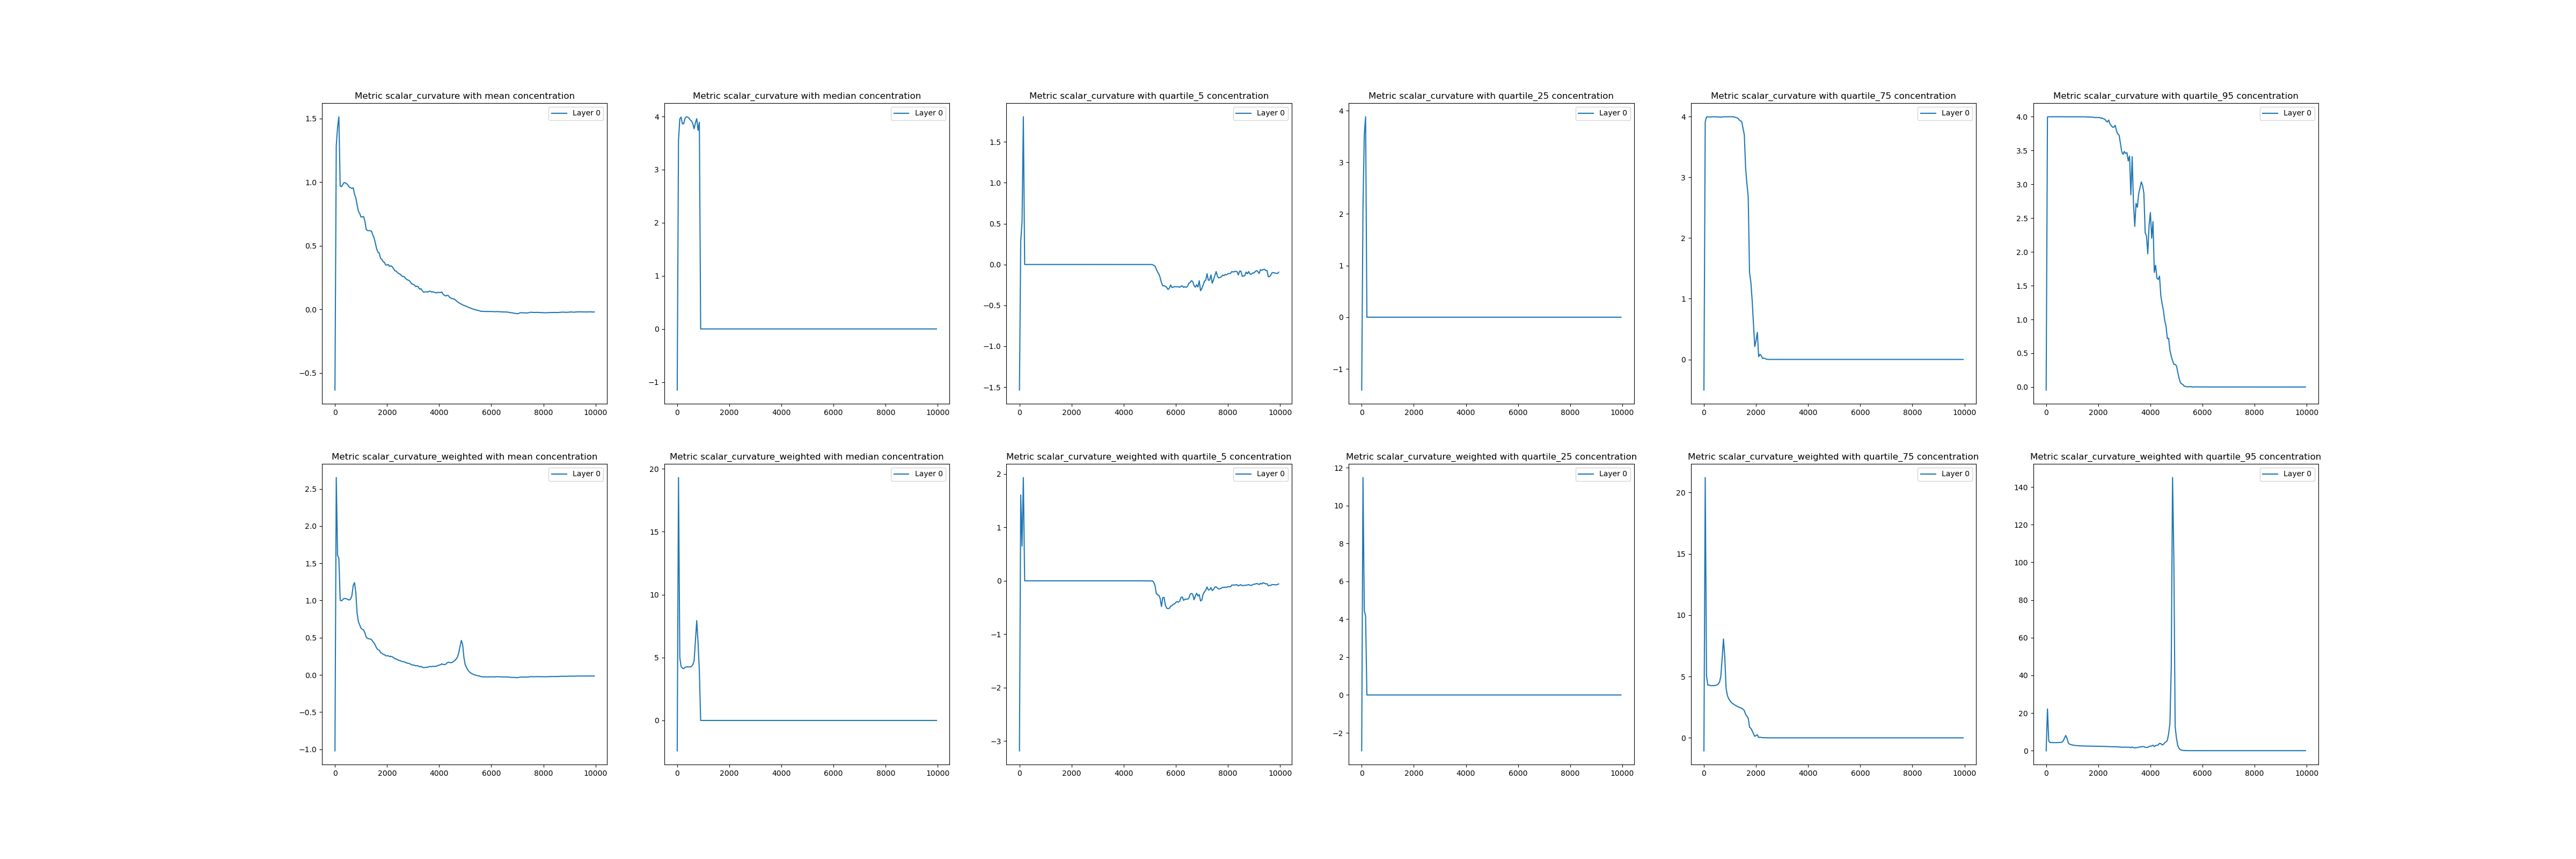 Metric scalar_curvature with mean concentration
Layer 0
1.5
1.0
0.5
0.0
−0.5
0 2000 4000 6000 8000 10000
Metric scalar_curvature with median concentration
Layer 0
4
3
2
1
0
−1
0 2000 4000 6000 8000 10000
Metric scalar_curvature with quartile_5 concentration
Layer 0
1.5
1.0
0.5
0.0
−0.5
−1.0
−1.5
0 2000 4000 6000 8000 10000
Metric scalar_curvature with quartile_25 concentration
Layer 0
4
3
2
1
0
−1
0 2000 4000 6000 8000 10000
Metric scalar_curvature with quartile_75 concentration
Layer 0
4
3
2
1
0
0 2000 4000 6000 8000 10000
Metric scalar_curvature with quartile_95 concentration
Layer 0
4.0
3.5
3.0
2.5
2.0
1.5
1.0
0.5
0.0
0 2000 4000 6000 8000 10000
Metric scalar_curvature_weighted with mean concentration
Layer 0
2.5
2.0
1.5
1.0
0.5
0.0
−0.5
−1.0
0 2000 4000 6000 8000 10000
Metric scalar_curvature_weighted with median concentration
Layer 0
20
15
10
5
0
0 2000 4000 6000 8000 10000
Metric scalar_curvature_weighted with quartile_5 concentration
Layer 0
2
1
0
−1
−2
−3
0 2000 4000 6000 8000 10000
Metric scalar_curvature_weighted with quartile_25 concentration
Layer 0
12
10
8
6
4
2
0
−2
0 2000 4000 6000 8000 10000
Metric scalar_curvature_weighted with quartile_75 concentration
Layer 0
20
15
10
5
0
0 2000 4000 6000 8000 10000
Metric scalar_curvature_weighted with quartile_95 concentration
Layer 0
140
120
100
80
60
40
20
0
0 2000 4000 6000 8000 10000